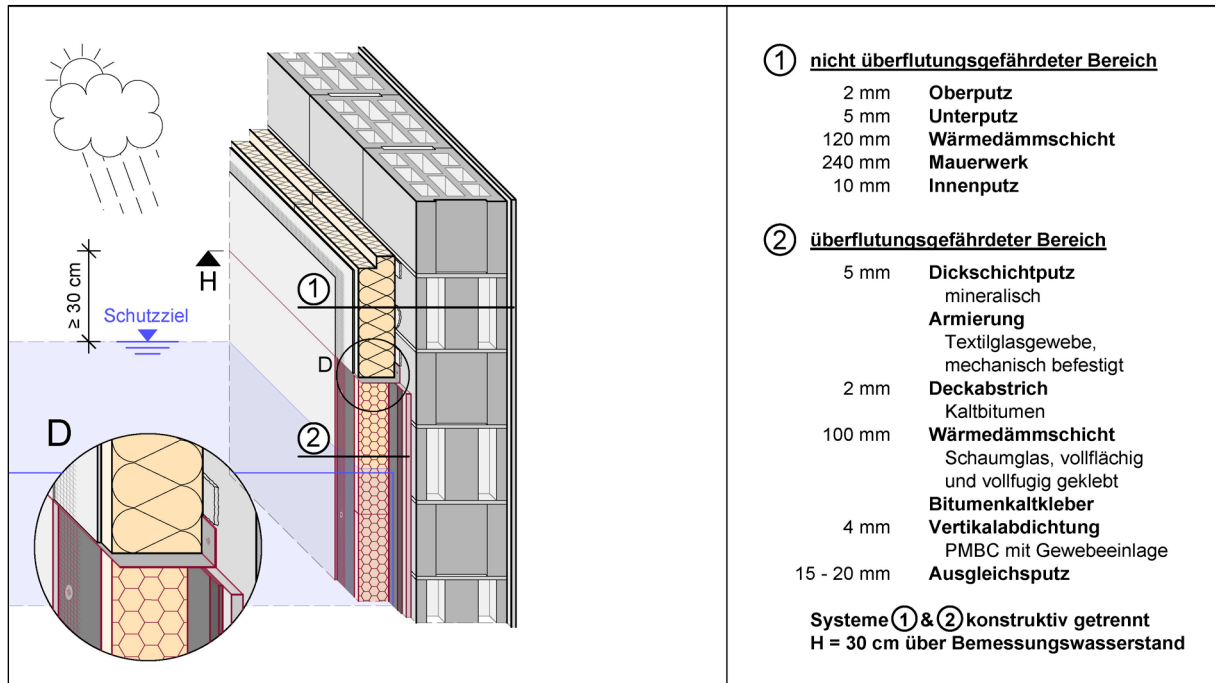 ≥ 30 cm
H
Schutzziel
1
D
2
D
1 nicht überflutungsgefährdeter Bereich
2 mm Oberputz
5 mm Unterputz
120 mm Wärmedämmschicht
240 mm Mauerwerk
10 mm Innenputz
2 überflutungsgefährdeter Bereich
5 mm Dickschichtputz
mineralisch
Armierung
Textilglasgewebe,
mechanisch befestigt
2 mm Deckabstrich
Kaltbitumen
100 mm Wärmedämmschicht
Schaumglas, vollflächig
und vollfugig geklebt
Bitumenkaltkleber
4 mm Vertikalabdichtung
PMBC mit Gewebeeinlage
15 - 20 mm Ausgleichsputz
Systeme 1 & 2 konstruktiv getrennt
H = 30 cm über Bemessungswasserstand